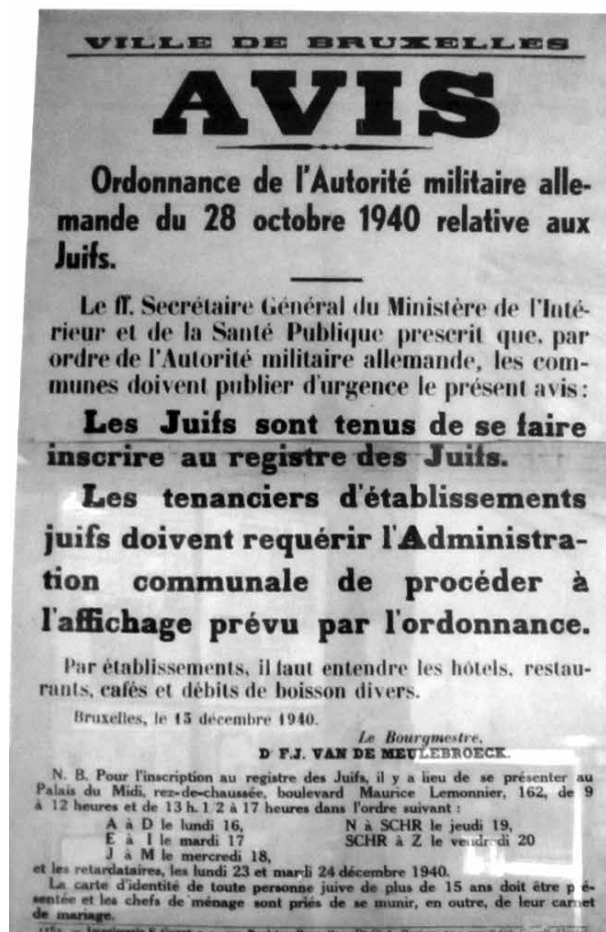 VILLE DE BRUXELLES
AVIS
Ordonnance de l'Autorité militaire alle-
mande du 28 octobre 1940 relative aux
Juifs.
Le ff. Secrétaire Général du Ministère de l'Inté-
rieur et de la Santé Publique prescrit que, par
ordre de l'Autorité militaire allemande, les com-
munes doivent publier d'urgence le présent avis :
Les Juifs sont tenus de se faire
inscrire au registre des Juifs.
Les tenanciers d'établissements
juifs doivent requérir l'Administra-
tion communale de procéder à
l'affichage prévu par l'ordonnance.
Par établissements, il faut entendre les hôtels, restau-
rants, cafés et débits de boisson divers.
Bruxelles, le 13 décembre 1940.
Le Bourgmestre,
Dr F.J. VAN DE MEULEBROECK.
N. B. Pour l'inscription au registre des Juifs, il y a lieu de se présenter au
Palais du Midi, rez-de-chaussée, boulevard Maurice Lemonnier, 162, de 9
à 12 heures et de 13 h. 1/2 à 17 heures dans l'ordre suivant :
A à D le lundi 16, N à SCHR le jeudi 19,
E à I le mardi 17 SCHR à Z le vendredi 20
J à M le mercredi 18,
et les retardataires, les lundi 23 et mardi 24 décembre 1940.
La carte d'identité de toute personne juive de plus de 15 ans doit être pré-
sentée et les chefs de ménage sont priés de se munir, en outre, de leur carnet
de mariage.